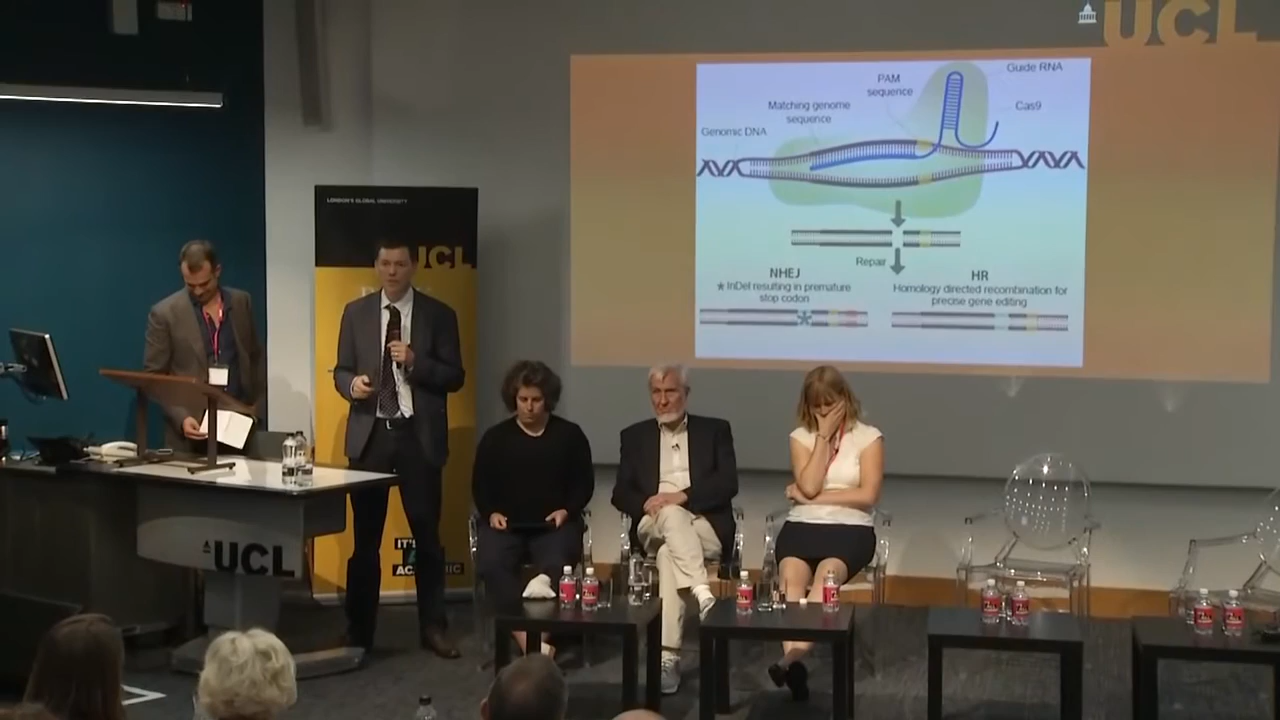 UCL
Guide RNA
PAM
sequence
Cas9
Matching genome
sequence
Genomic DNA
Repair
NHEJ
* InDel resulting in premature
stop codon
HR
Homology directed recombination for
precise gene editing
LONDON'S GLOBAL UNIVERSITY
UCL
IT'S
UCL